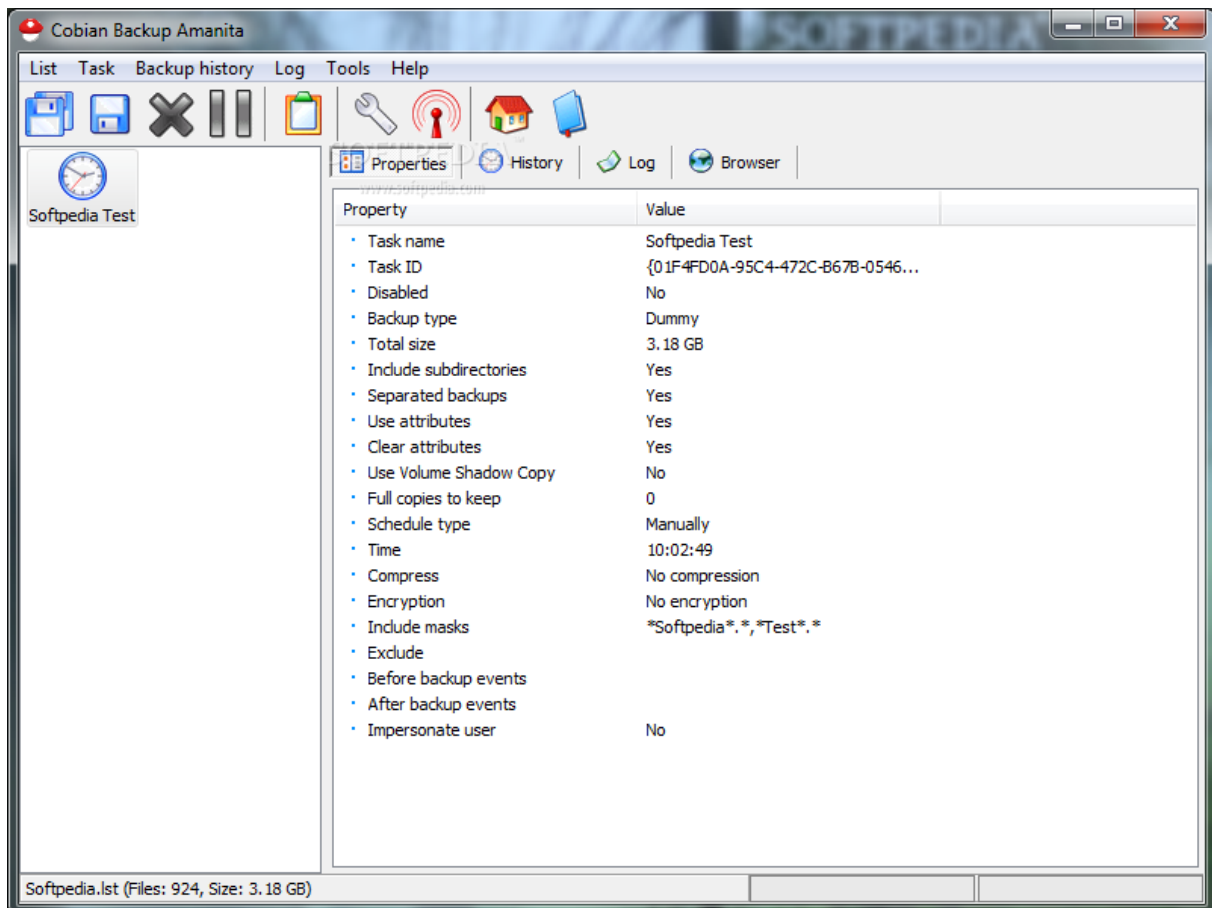 Cobian Backup Amanita
SOFTPEDIA
List Task Backup history Log Tools Help
SOFTPEDIA
www.softpedia.com
Properties History Log Browser
Softpedia Test
Property Value
Task name Softpedia Test
Task ID {01F4FD0A-95C4-472C-B67B-0546...
Disabled No
Backup type Dummy
Total size 3.18 GB
Include subdirectories Yes
Separated backups Yes
Use attributes Yes
Clear attributes Yes
Use Volume Shadow Copy No
Full copies to keep 0
Schedule type Manually
Time 10:02:49
Compress No compression
Encryption No encryption
Include masks *Softpedia*.*,*Test*.*
Exclude
Before backup events
After backup events
Impersonate user No
Softpedia.lst (Files: 924, Size: 3.18 GB)